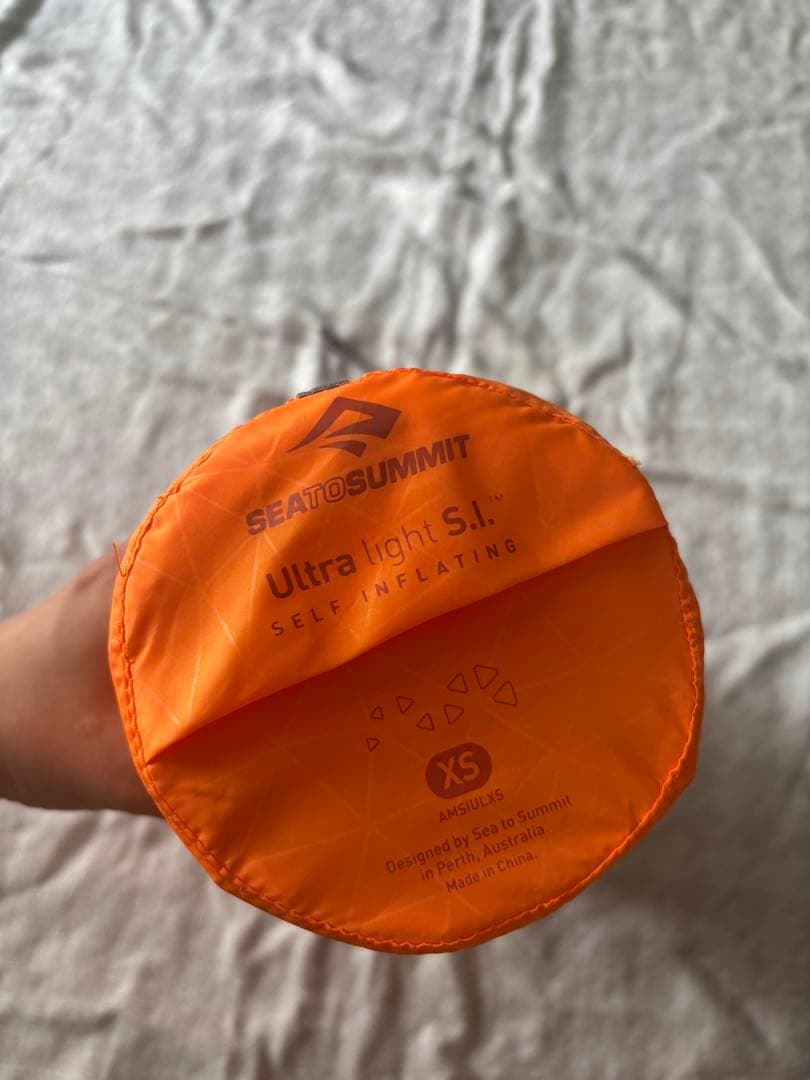 SEATOSUMMIT
Ultra light S.I.™
SELF INFLATING
XS
AMSIULXS
Designed by Sea to Summit
in Perth, Australia.
Made in China.